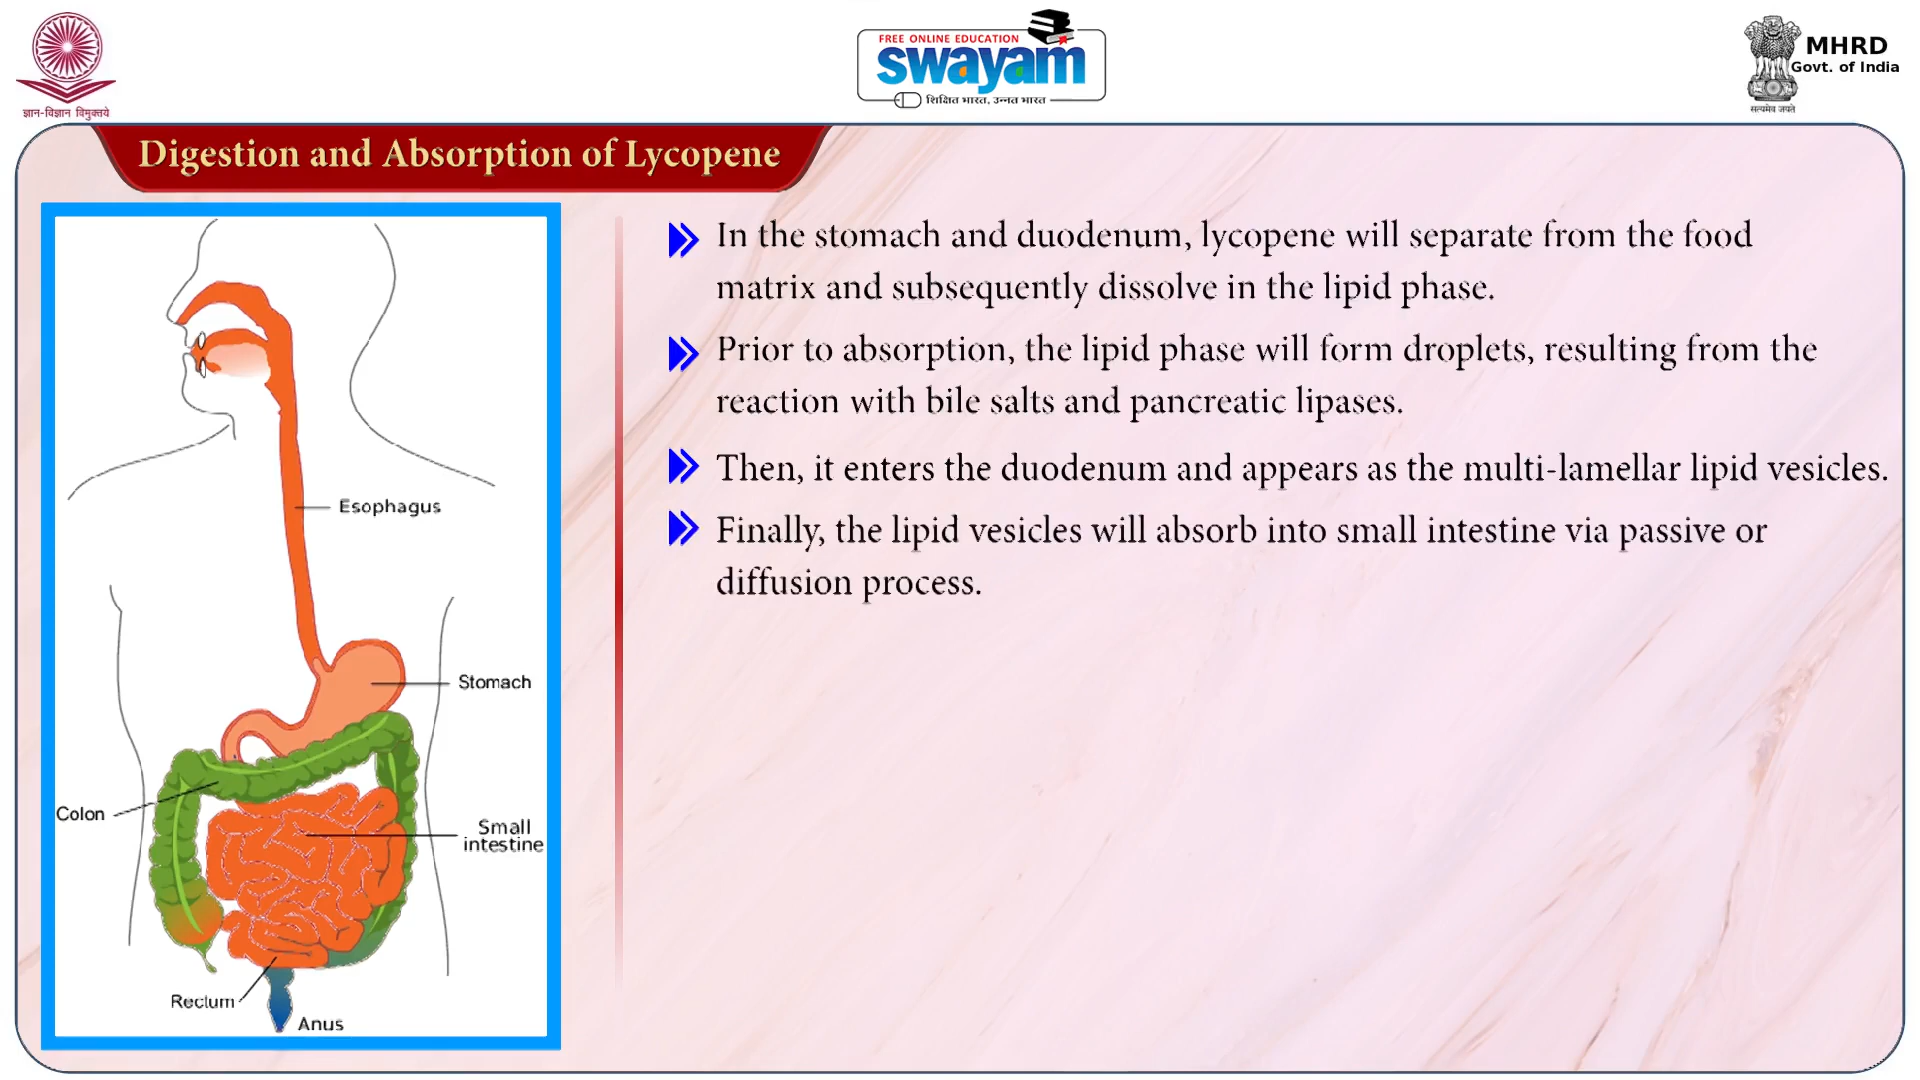 ज्ञान-विज्ञान विमुक्तये
FREE ONLINE EDUCATION
swayam
शिक्षित भारत, उन्नत भारत
MHRD
Govt. of India
सत्यमेव जयते
Digestion and Absorption of Lycopene
In the stomach and duodenum, lycopene will separate from the food
matrix and subsequently dissolve in the lipid phase.
Prior to absorption, the lipid phase will form droplets, resulting from the
reaction with bile salts and pancreatic lipases.
Then, it enters the duodenum and appears as the multi-lamellar lipid vesicles.
Finally, the lipid vesicles will absorb into small intestine via passive or
diffusion process.
Esophagus
Stomach
Colon
Small
intestine
Rectum
Anus